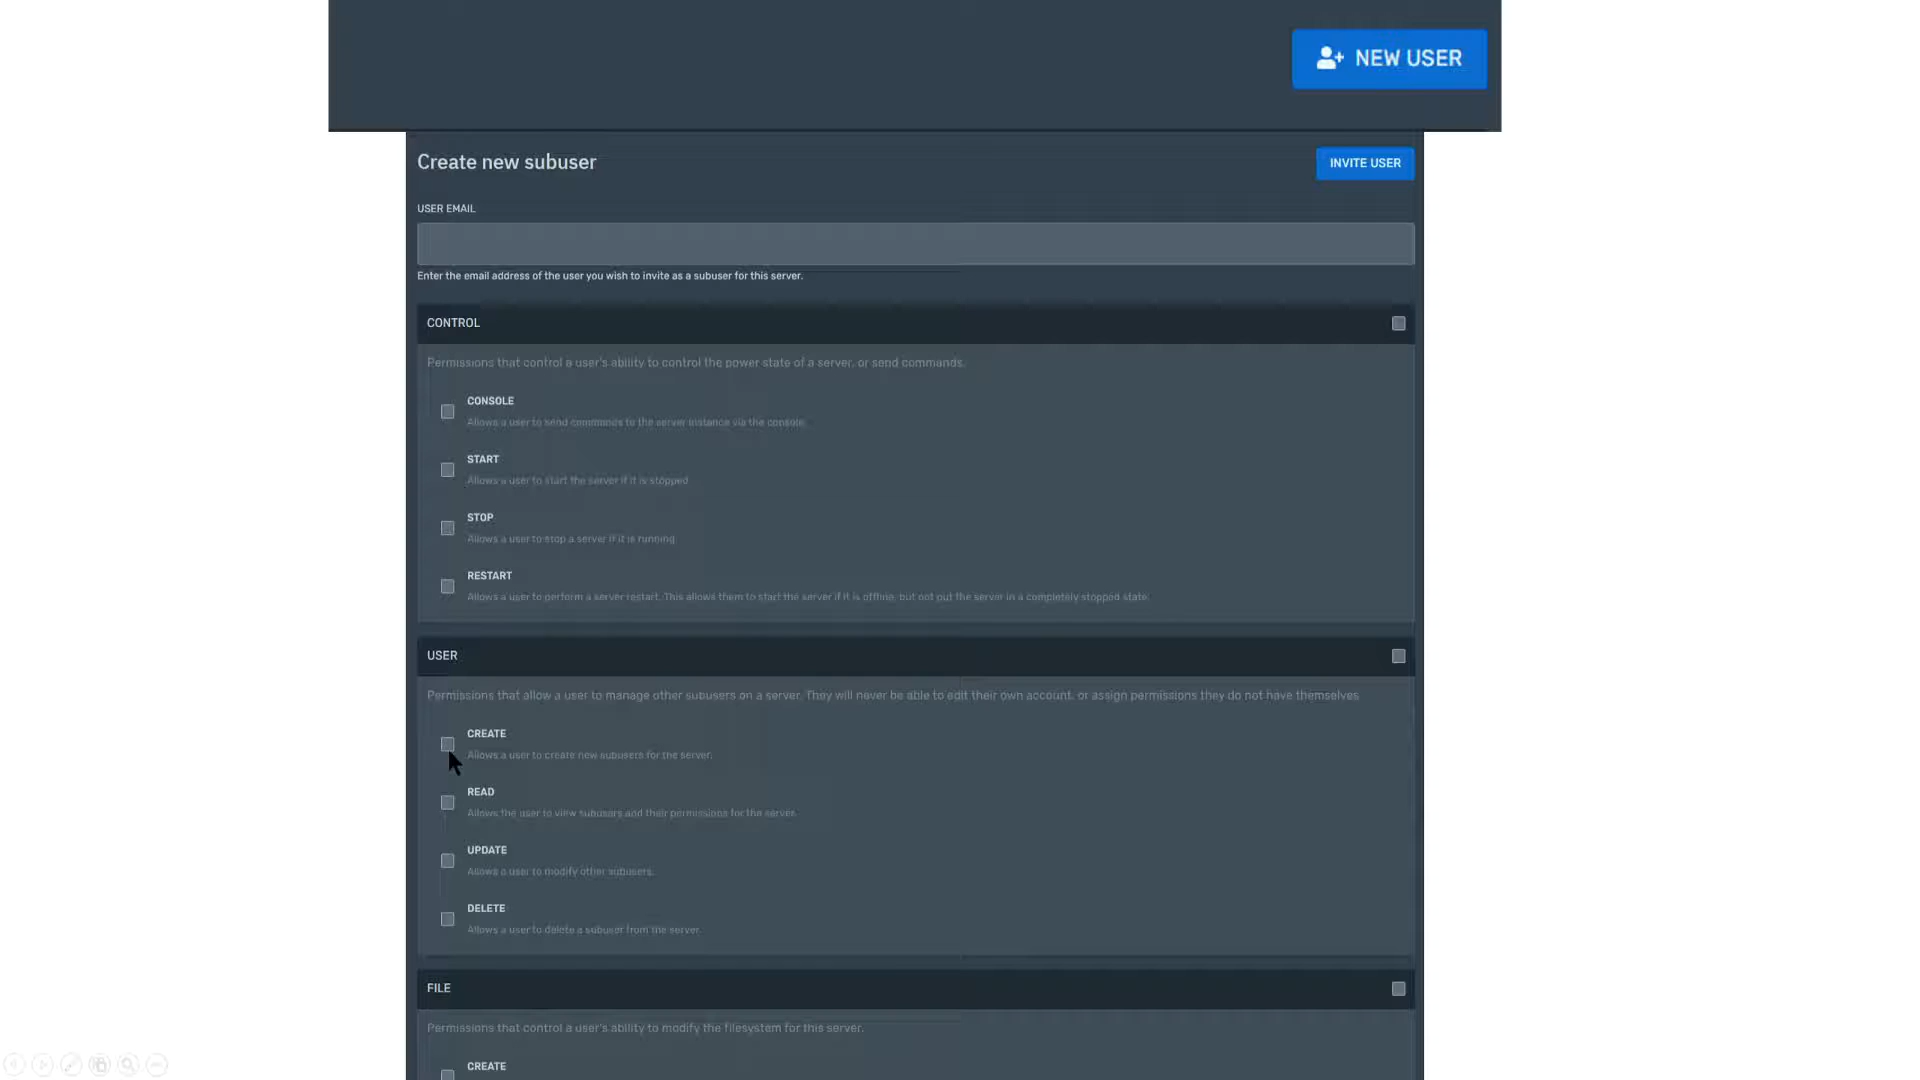 NEW USER
Create new subuser
INVITE USER
USER EMAIL
Enter the email address of the user you wish to invite as a subuser for this server.
CONTROL
Permissions that control a user's ability to control the power state of a server, or send commands.
CONSOLE
Allows a user to send commands to the server instance via the console.
START
Allows a user to start the server if it is stopped
STOP
Allows a user to stop a server if it is running
RESTART
Allows a user to perform a server restart. This allows them to start the server if it is offline, but not put the server in a completely stopped state.
USER
Permissions that allow a user to manage other subusers on a server. They will never be able to edit their own account, or assign permissions they do not have themselves.
CREATE
Allows a user to create new subusers for the server.
READ
Allows the user to view subusers and their permissions for the server.
UPDATE
Allows a user to modify other subusers.
DELETE
Allows a user to delete a subuser from the server.
FILE
Permissions that control a user's ability to modify the filesystem for this server.
CREATE